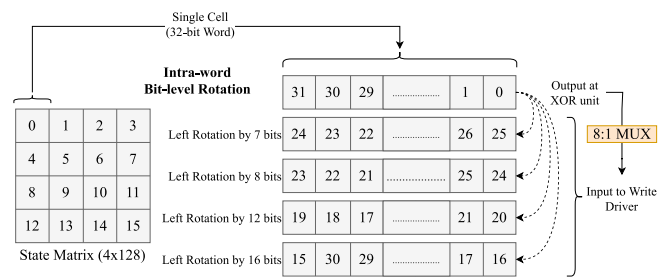 Single Cell
(32-bit Word)
Intra-word
Bit-level Rotation
31 30 29 ..................... 1 0
Output at
XOR unit
8:1 MUX
Left Rotation by 7 bits 24 23 22 ..................... 26 25
Left Rotation by 8 bits 23 22 21 ..................... 25 24
Input to Write
Driver
Left Rotation by 12 bits 19 18 17 ..................... 21 20
Left Rotation by 16 bits 15 30 29 ..................... 17 16
0 1 2 3
4 5 6 7
8 9 10 11
12 13 14 15
State Matrix (4x128)